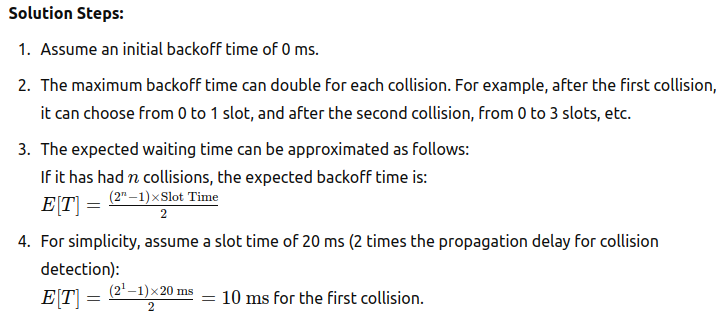 Solution Steps:
1. Assume an initial backoff time of 0 ms.
2. The maximum backoff time can double for each collision. For example, after the first collision,
it can choose from 0 to 1 slot, and after the second collision, from 0 to 3 slots, etc.
3. The expected waiting time can be approximated as follows:
If it has had n collisions, the expected backoff time is:
E[T] = \frac{(2^n−1)×Slot Time}{2}
4. For simplicity, assume a slot time of 20 ms (2 times the propagation delay for collision
detection):
E[T] = \frac{(2^1−1)×20 ms}{2} = 10 ms for the first collision.